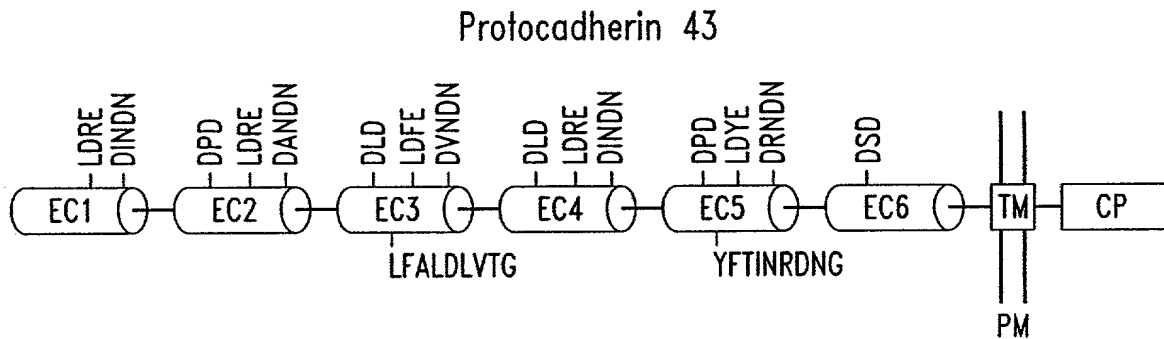 Protocadherin 43
LDRE
DINDN
DPD
LDRE
DANDN
DLD
LDFE
DVNDN
DLD
LDRE
DINDN
DPD
LDYE
DRNDN
DSD
EC1
EC2
EC3
EC4
EC5
EC6
TM
CP
LFALDLVTG
YFTINRDNG
PM